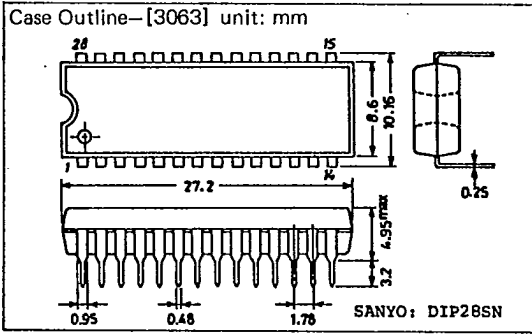 Case Outline—[3063] unit: mm
28 15
8.6
10.16
1 14
27.2
0.25
4.95max
3.2
0.95 0.48 1.78
SANYO: DIP28SN